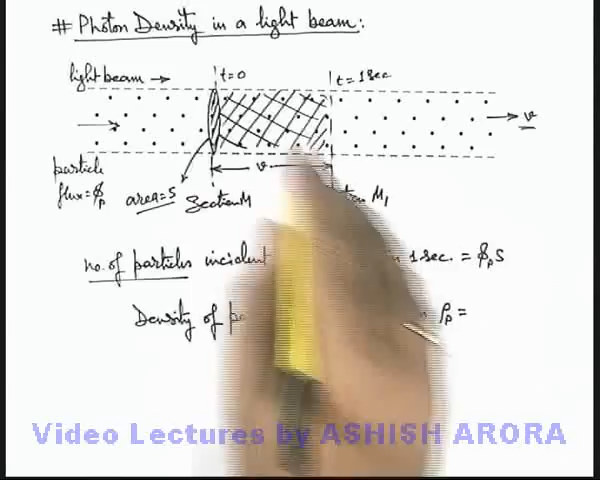 # Photon Density in a light beam:
light beam → t=0 t=1sec
v
particle flux=ϕp
area=S Section M v M1
no. of particles incident 1 sec. = ϕpS
Density of ρp =
Video Lectures by ASHISH ARORA